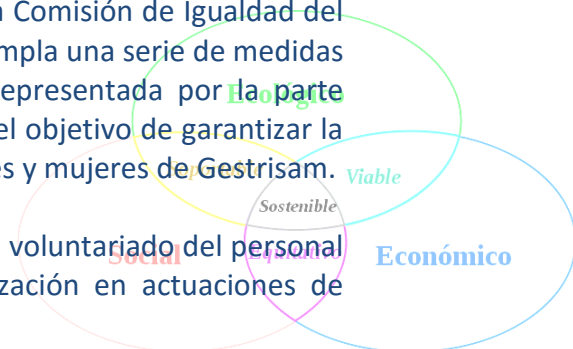 Comisión de Igualdad del
mpla una serie de medidas
epresentada por la parte
Ecológico
el objetivo de garantizar la
es y mujeres de Gestrisam.
Viable
Sostenible
voluntariado del personal
Social
Equitativo
Económico
zación en actuaciones de